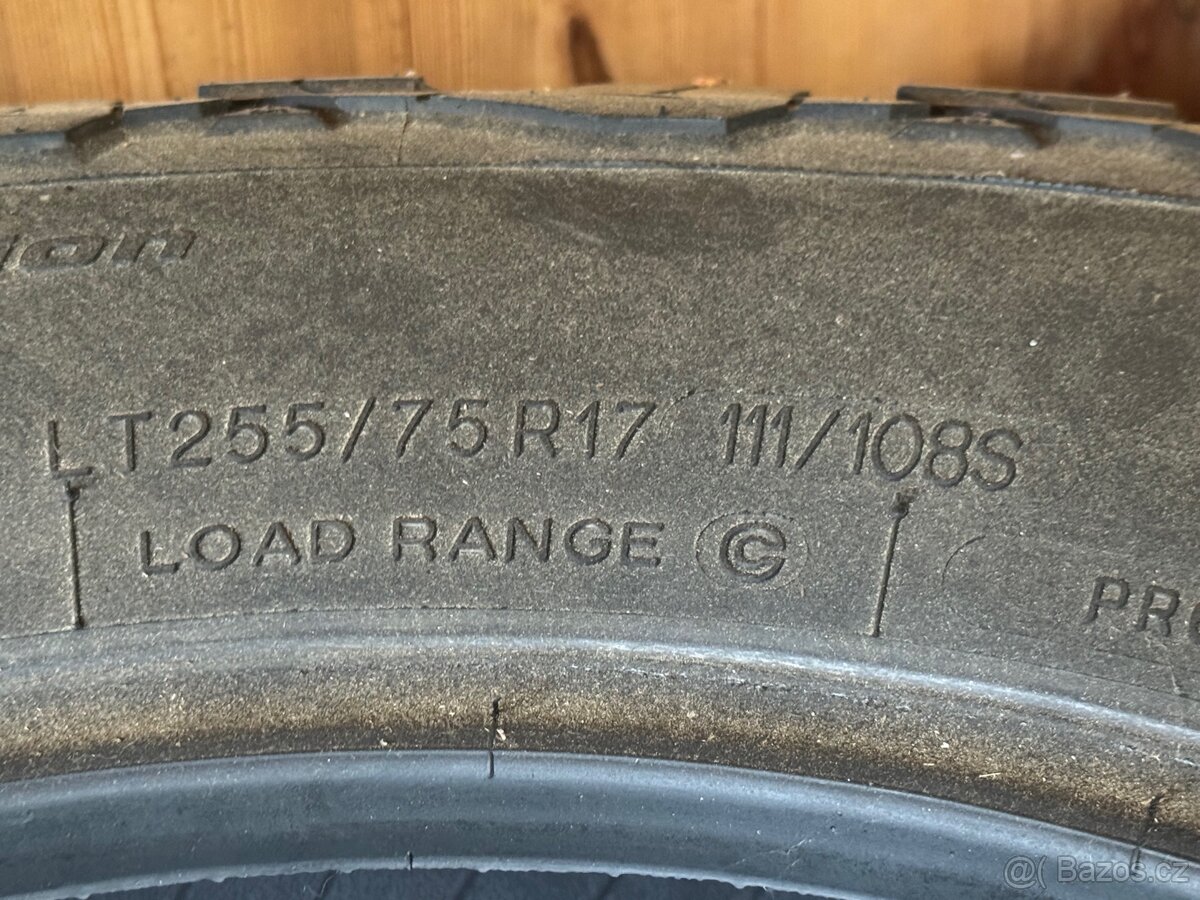 LT255/75R17 111/108S
LOAD RANGE C
@( Bazos.cz